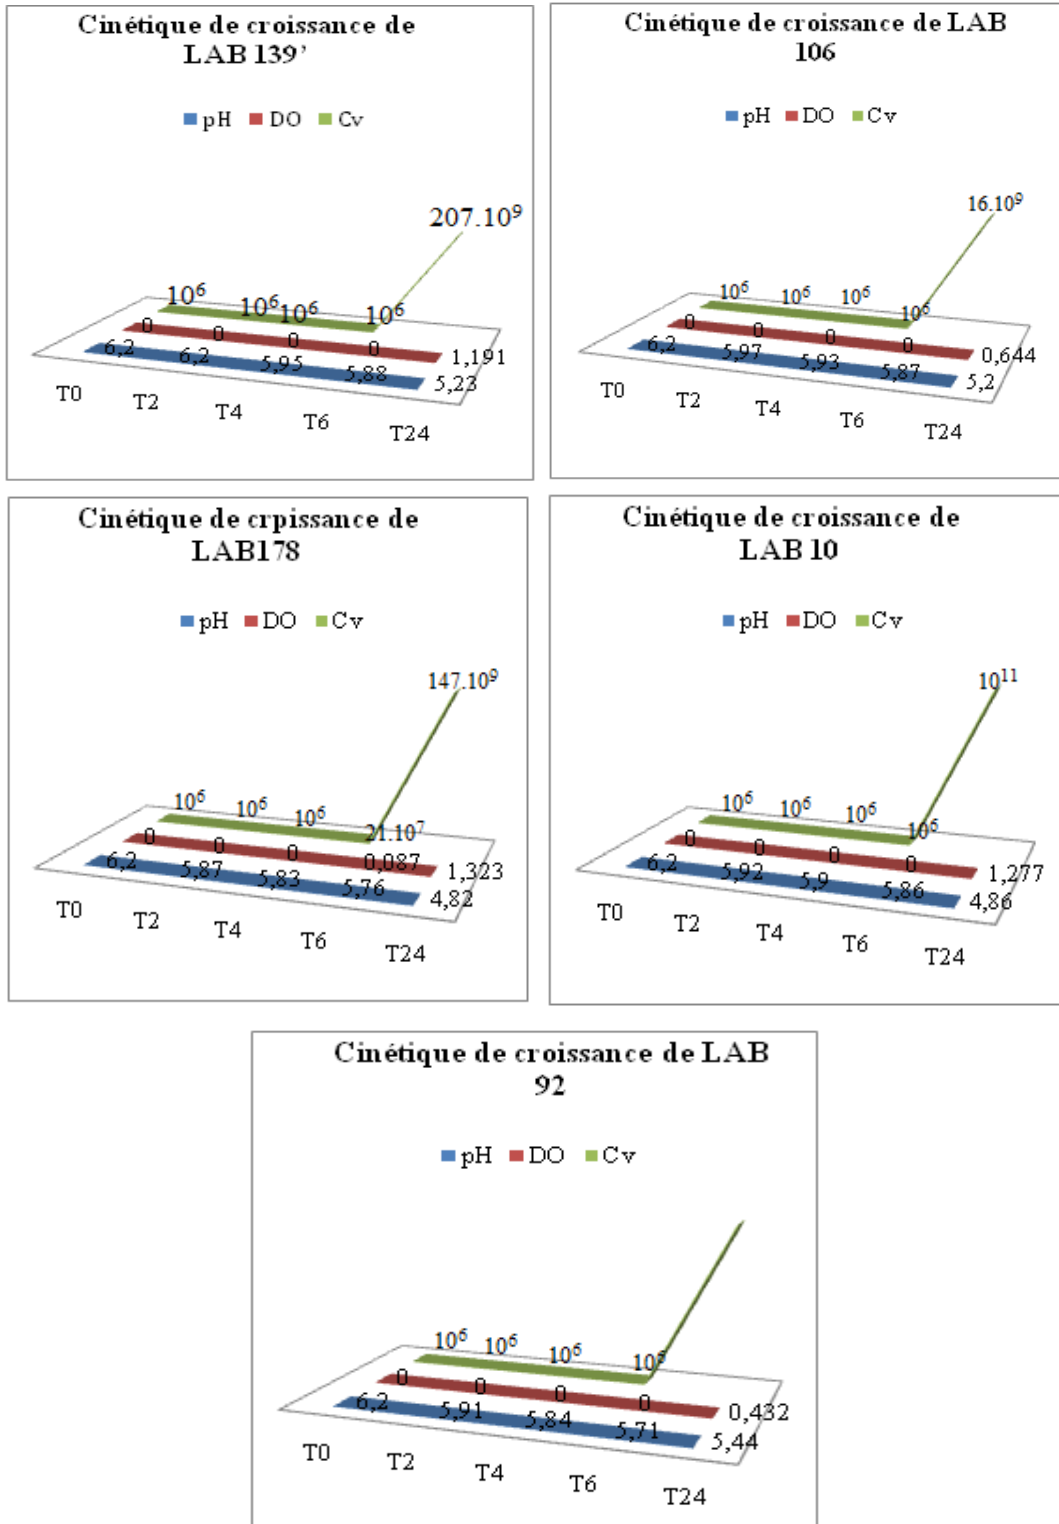 Cinétique de croissance de
LAB 139’
pH DO Cv
207.10⁹
10⁶ 10⁶ 10⁶ 10⁶
0 0 0 0 1,191
6,2 6,2 5,95 5,88 5,23
T0 T2 T4 T6 T24
Cinétique de croissance de LAB
106
pH DO Cv
16.10⁹
10⁶ 10⁶ 10⁶ 10⁶
0 0 0 0 0,644
6,2 5,97 5,93 5,87 5,2
T0 T2 T4 T6 T24
Cinétique de crpissance de
LAB178
pH DO Cv
147.10⁹
10⁶ 10⁶ 10⁶ 21.10⁷
0 0 0 0,087 1,323
6,2 5,87 5,83 5,76 4,82
T0 T2 T4 T6 T24
Cinétique de croissance de
LAB 10
pH DO Cv
10¹¹
10⁶ 10⁶ 10⁶ 10⁶
0 0 0 0 1,277
6,2 5,92 5,9 5,86 4,86
T0 T2 T4 T6 T24
Cinétique de croissance de LAB
92
pH DO Cv
10⁶ 10⁶ 10⁶ 10⁶
0 0 0 0 0,432
6,2 5,91 5,84 5,71 5,44
T0 T2 T4 T6 T24